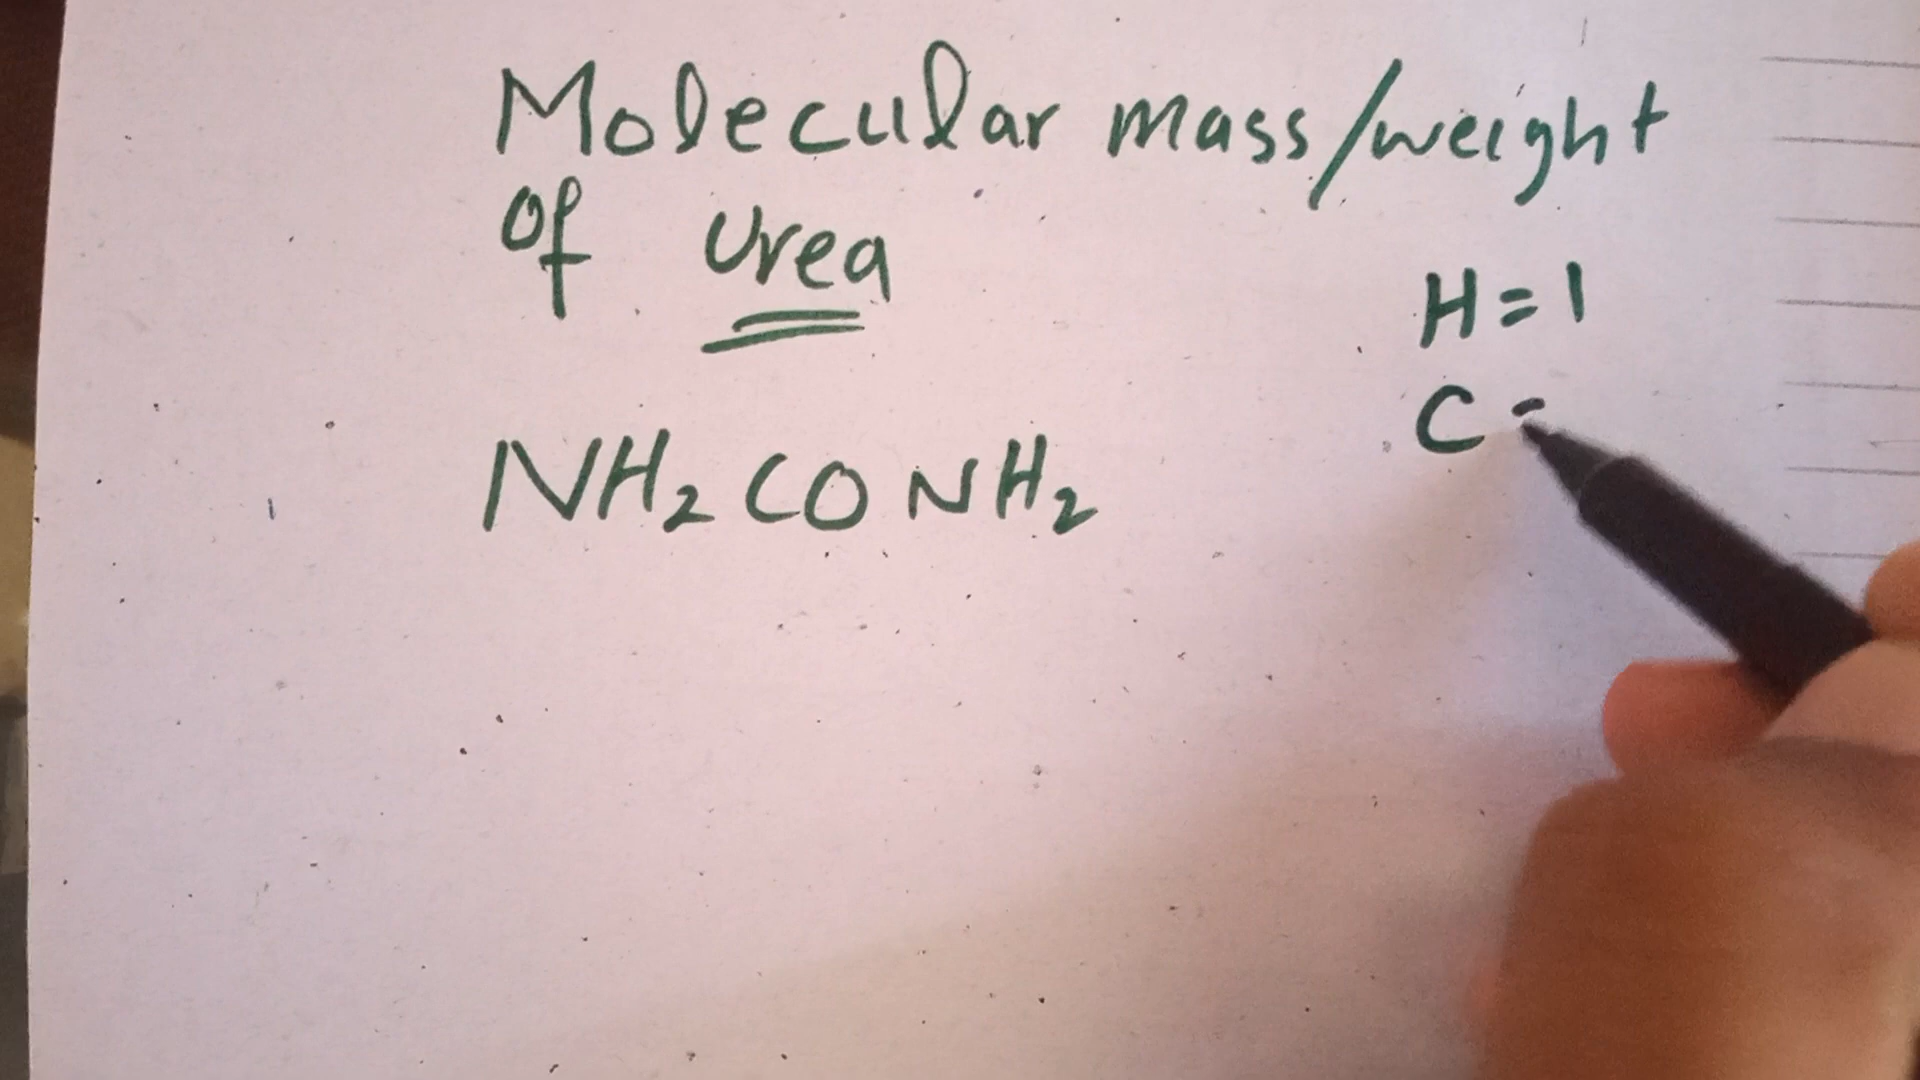 Molecular mass/weight
of Urea
H = 1
C =
NH₂CONH₂